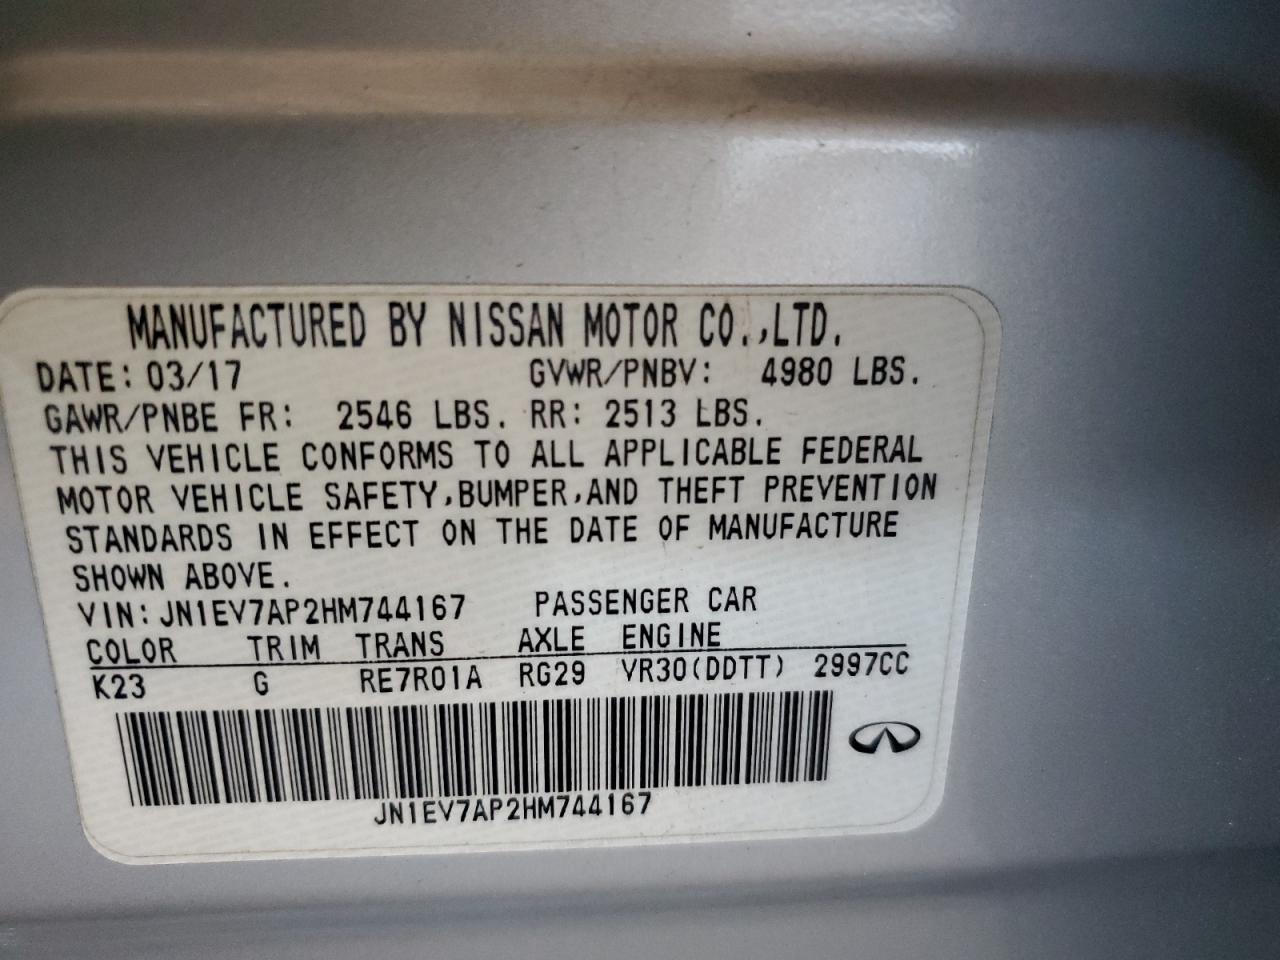 MANUFACTURED BY NISSAN MOTOR CO.,LTD.
DATE: 03/17 GVWR/PNBV: 4980 LBS.
GAWR/PNBE FR: 2546 LBS. RR: 2513 LBS.
THIS VEHICLE CONFORMS TO ALL APPLICABLE FEDERAL
MOTOR VEHICLE SAFETY,BUMPER,AND THEFT PREVENTION
STANDARDS IN EFFECT ON THE DATE OF MANUFACTURE
SHOWN ABOVE.
VIN:JN1EV7AP2HM744167 PASSENGER CAR
COLOR TRIM TRANS AXLE ENGINE
K23 G RE7R01A RG29 VR30(DDTT) 2997CC
JN1EV7AP2HM744167